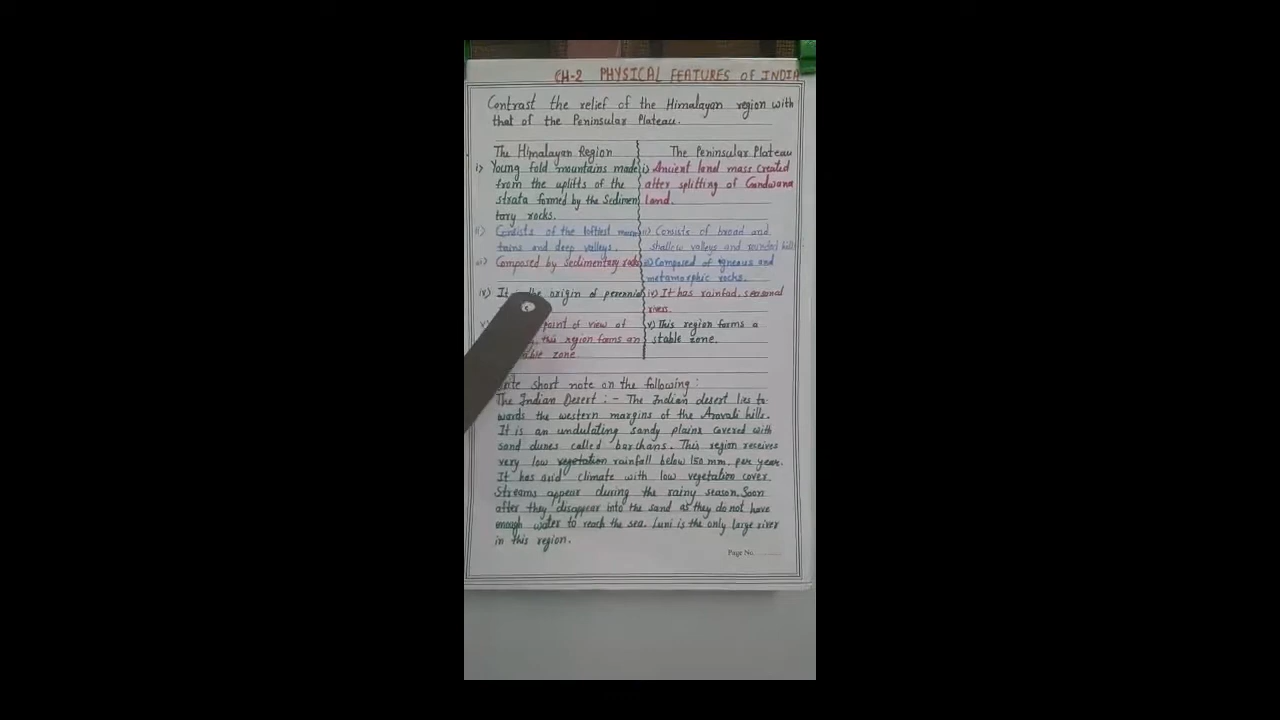 CH-2 PHYSICAL FEATURES OF INDIA
Contrast the relief of the Himalayan region with
that of the Peninsular Plateau.
The Himalayan Region
i) Young fold mountains made
from the uplifts of the
strata formed by the Sedimen
tary rocks.
ii) Consists of the loftiest moun
tains and deep valleys.
iii) Composed by Sedimentary rocks
iv) It the origin of perennial
v) point of view of
this region forms an
able zone.
The Peninsular Plateau
i) Ancient land mass created
after splitting of Gondwana
land.
ii) Consists of broad and
shallow valleys and rounded hills.
iii) Composed of igneous and
metamorphic rocks.
iv) It has rainfad, seasonal
rivers.
v) This region forms a
stable zone.
short note on the following:
The Indian Desert : - The Indian desert lies to
wards the western margins of the Aravali hills.
It is an undulating sandy plains covered with
sand dunes called barchans. This region receives
very low vegetation rainfall below 150 mm. per year.
It has arid climate with low vegetation cover.
Streams appear during the rainy season. Soon
after they disappear into the sand as they do not have
enough water to reach the sea. Luni is the only large river
in this region.
Page No. ..........